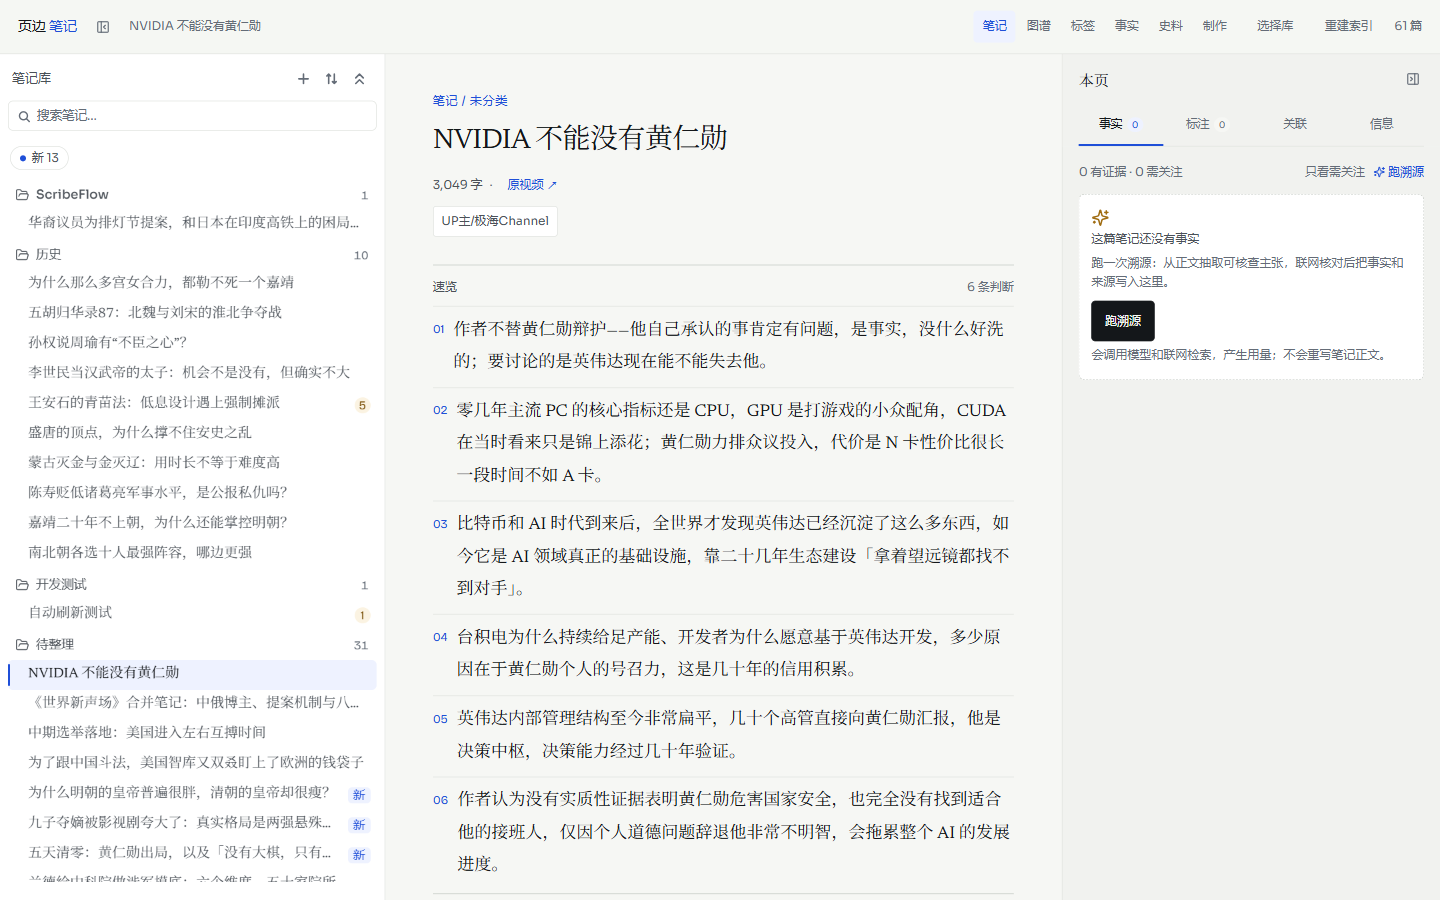 页边 笔记
NVIDIA 不能没有黄仁勋
笔记
图谱
标签
事实
史料
制作
选择库
重建索引
61 篇
笔记库
搜索笔记...
新 13
ScribeFlow
1
华裔议员为排灯节提案，和日本在印度高铁上的困局...
历史
10
为什么那么多宫女合力，都勒不死一个嘉靖
五胡归华录87：北魏与刘宋的淮北争夺战
孙权说周瑜有“不臣之心”？
李世民当汉武帝的太子：机会不是没有，但确实不大
王安石的青苗法：低息设计遇上强制摊派
5
盛唐的顶点，为什么撑不住安史之乱
蒙古灭金与金灭辽：用时长不等于难度高
陈寿贬低诸葛亮军事水平，是公报私仇吗？
嘉靖二十年不上朝，为什么还能掌控明朝？
南北朝各选十人最强阵容，哪边更强
开发测试
1
自动刷新测试
1
待整理
31
NVIDIA 不能没有黄仁勋
《世界新声场》合并笔记：中俄博主、提案机制与八...
中期选举落地：美国进入左右互搏时间
为了跟中国斗法，美国智库又双叒盯上了欧洲的钱袋子
为什么明朝的皇帝普遍很胖，清朝的皇帝却很瘦？
新
九子夺嫡被影视剧夸大了：真实格局是两强悬殊...
新
五天清零：黄仁勋出局，以及「没有大棋，只有...
新
笔记 / 未分类
NVIDIA 不能没有黄仁勋
3,049 字 · 原视频 ↗
UP主/极海Channel
速览
6 条判断
01 作者不替黄仁勋辩护——他自己承认的事肯定有问题，是事实，没什么好洗
的；要讨论的是英伟达现在能不能失去他。
02 零几年主流 PC 的核心指标还是 CPU，GPU 是打游戏的小众配角，CUDA
在当时看来只是锦上添花；黄仁勋力排众议投入，代价是 N 卡性价比很长
一段时间不如 A 卡。
03 比特币和 AI 时代到来后，全世界才发现英伟达已经沉淀了这么多东西，如
今它是 AI 领域真正的基础设施，靠二十几年生态建设「拿着望远镜都找不
到对手」。
04 台积电为什么持续给足产能、开发者为什么愿意基于英伟达开发，多少原
因在于黄仁勋个人的号召力，这是几十年的信用积累。
05 英伟达内部管理结构至今非常扁平，几十个高管直接向黄仁勋汇报，他是
决策中枢，决策能力经过几十年验证。
06 作者认为没有实质性证据表明黄仁勋危害国家安全，也完全没有找到适合
他的接班人，仅因个人道德问题辞退他非常不明智，会拖累整个 AI 的发展
进度。
本页
事实 0
标注 0
关联
信息
0 有证据 · 0 需关注
只看需关注
跑溯源
这篇笔记还没有事实
跑一次溯源：从正文抽取可核查主张，联网核对后把事实和
来源写入这里。
跑溯源
会调用模型和联网检索，产生用量；不会重写笔记正文。